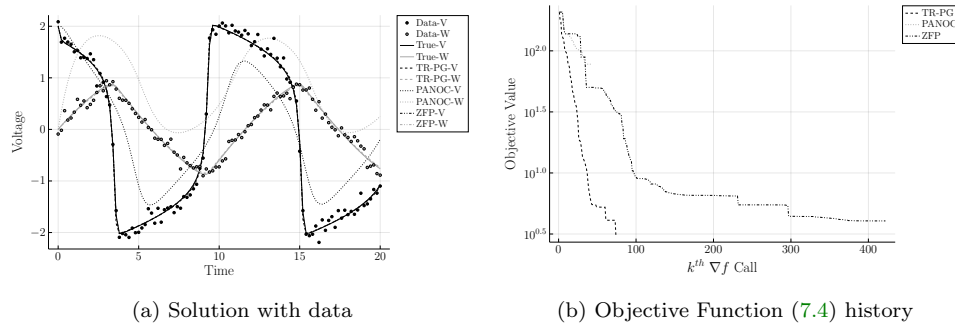 2
1
0
−1
−2
0
5
10
15
20
Voltage
Time
Data-V
Data-W
True-V
True-W
TR-PG-V
TR-PG-W
PANOC-V
PANOC-W
ZFP-V
ZFP-W
(a) Solution with data
10^2.0
10^1.5
10^1.0
10^0.5
0
100
200
300
400
Objective Value
k^th ∇f Call
TR-PG
PANOC
ZFP
(b) Objective Function (7.4) history